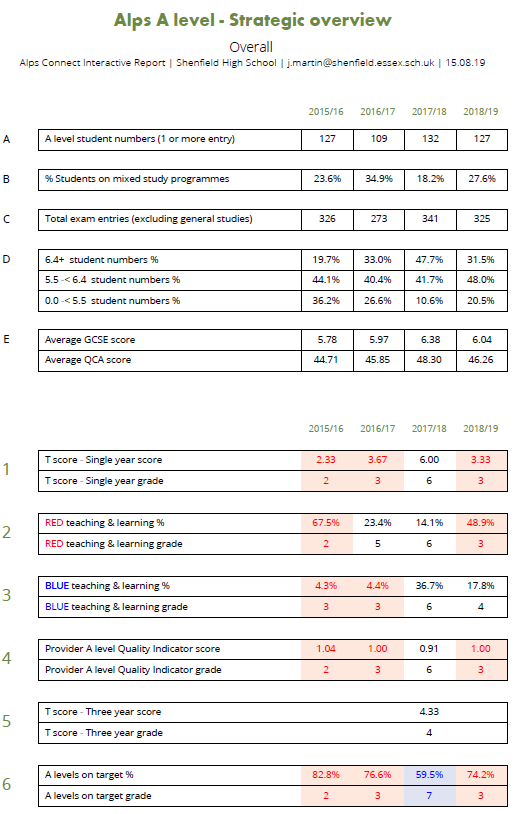 Alps A level - Strategic overview
Overall
Alps Connect Interactive Report | Shenfield High School | j.martin@shenfield.essex.sch.uk | 15.08.19
2015/16 2016/17 2017/18 2018/19
A A level student numbers (1 or more entry) 127 109 132 127
B % Students on mixed study programmes 23.6% 34.9% 18.2% 27.6%
C Total exam entries (excluding general studies) 326 273 341 325
D 6.4+ student numbers % 19.7% 33.0% 47.7% 31.5%
5.5 -< 6.4 student numbers % 44.1% 40.4% 41.7% 48.0%
0.0 -< 5.5 student numbers % 36.2% 26.6% 10.6% 20.5%
E Average GCSE score 5.78 5.97 6.38 6.04
Average QCA score 44.71 45.85 48.30 46.26
2015/16 2016/17 2017/18 2018/19
1 T score - Single year score 2.33 3.67 6.00 3.33
T score - Single year grade 2 3 6 3
2 RED teaching & learning % 67.5% 23.4% 14.1% 48.9%
RED teaching & learning grade 2 5 6 3
3 BLUE teaching & learning % 4.3% 4.4% 36.7% 17.8%
BLUE teaching & learning grade 3 3 6 4
4 Provider A level Quality Indicator score 1.04 1.00 0.91 1.00
Provider A level Quality Indicator grade 2 3 6 3
5 T score - Three year score 4.33
T score - Three year grade 4
6 A levels on target % 82.8% 76.6% 59.5% 74.2%
A levels on target grade 2 3 7 3